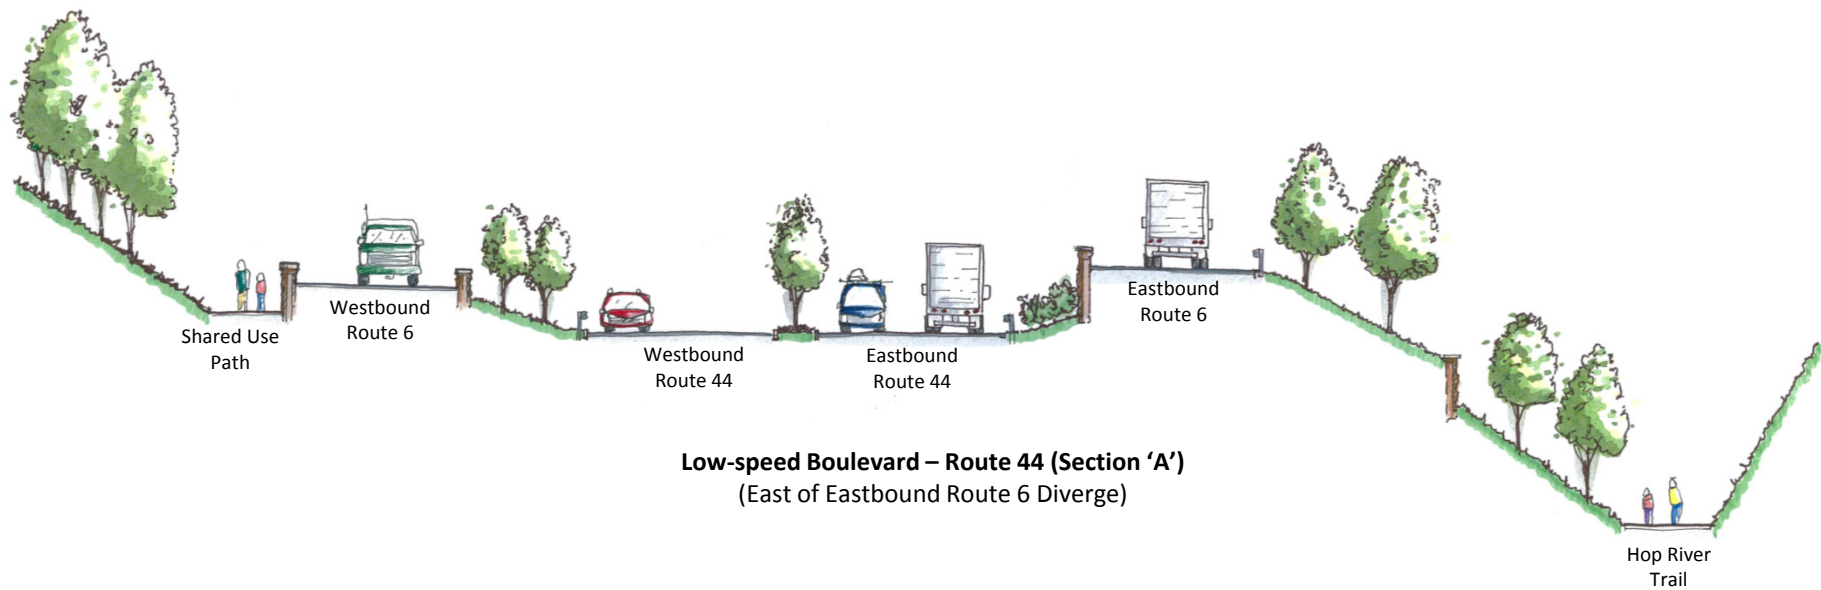 Shared Use
Path
Westbound
Route 6
Westbound
Route 44
Eastbound
Route 44
Eastbound
Route 6
Low-speed Boulevard – Route 44 (Section ‘A’)
(East of Eastbound Route 6 Diverge)
Hop River
Trail